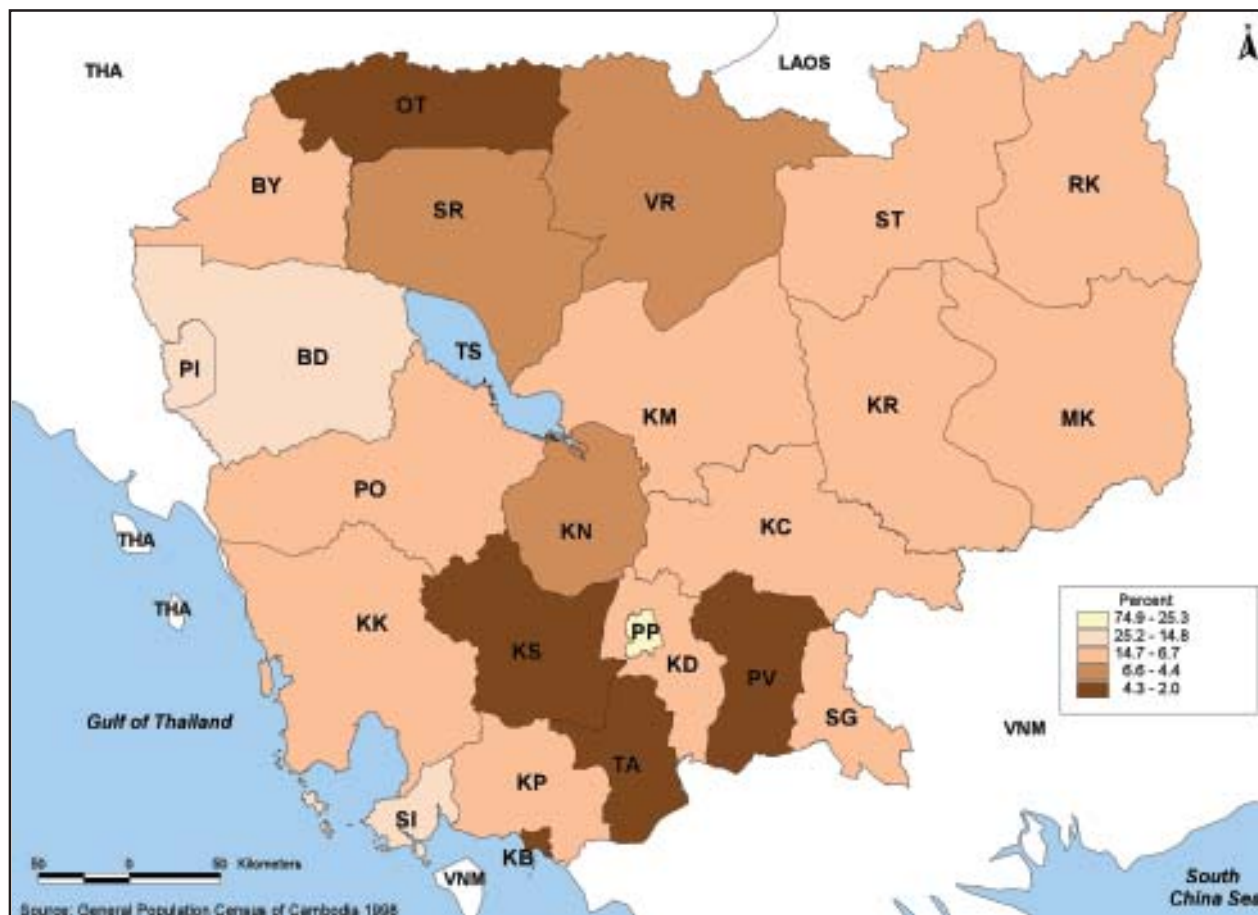 THA
LAOS
OT
BY
SR
VR
ST
RK
PI
BD
TS
KM
KR
MK
PO
KN
KC
THA
THA
KK
KS
PP
KD
PV
SG
Percent
74.9 - 25.3
25.2 - 14.8
14.7 - 6.7
6.6 - 4.4
4.3 - 2.0
Gulf of Thailand
VNM
TA
KP
SI
KB
VNM
50 0 50 Kilometers
South
China Sea
Source: General Population Census of Cambodia 1998